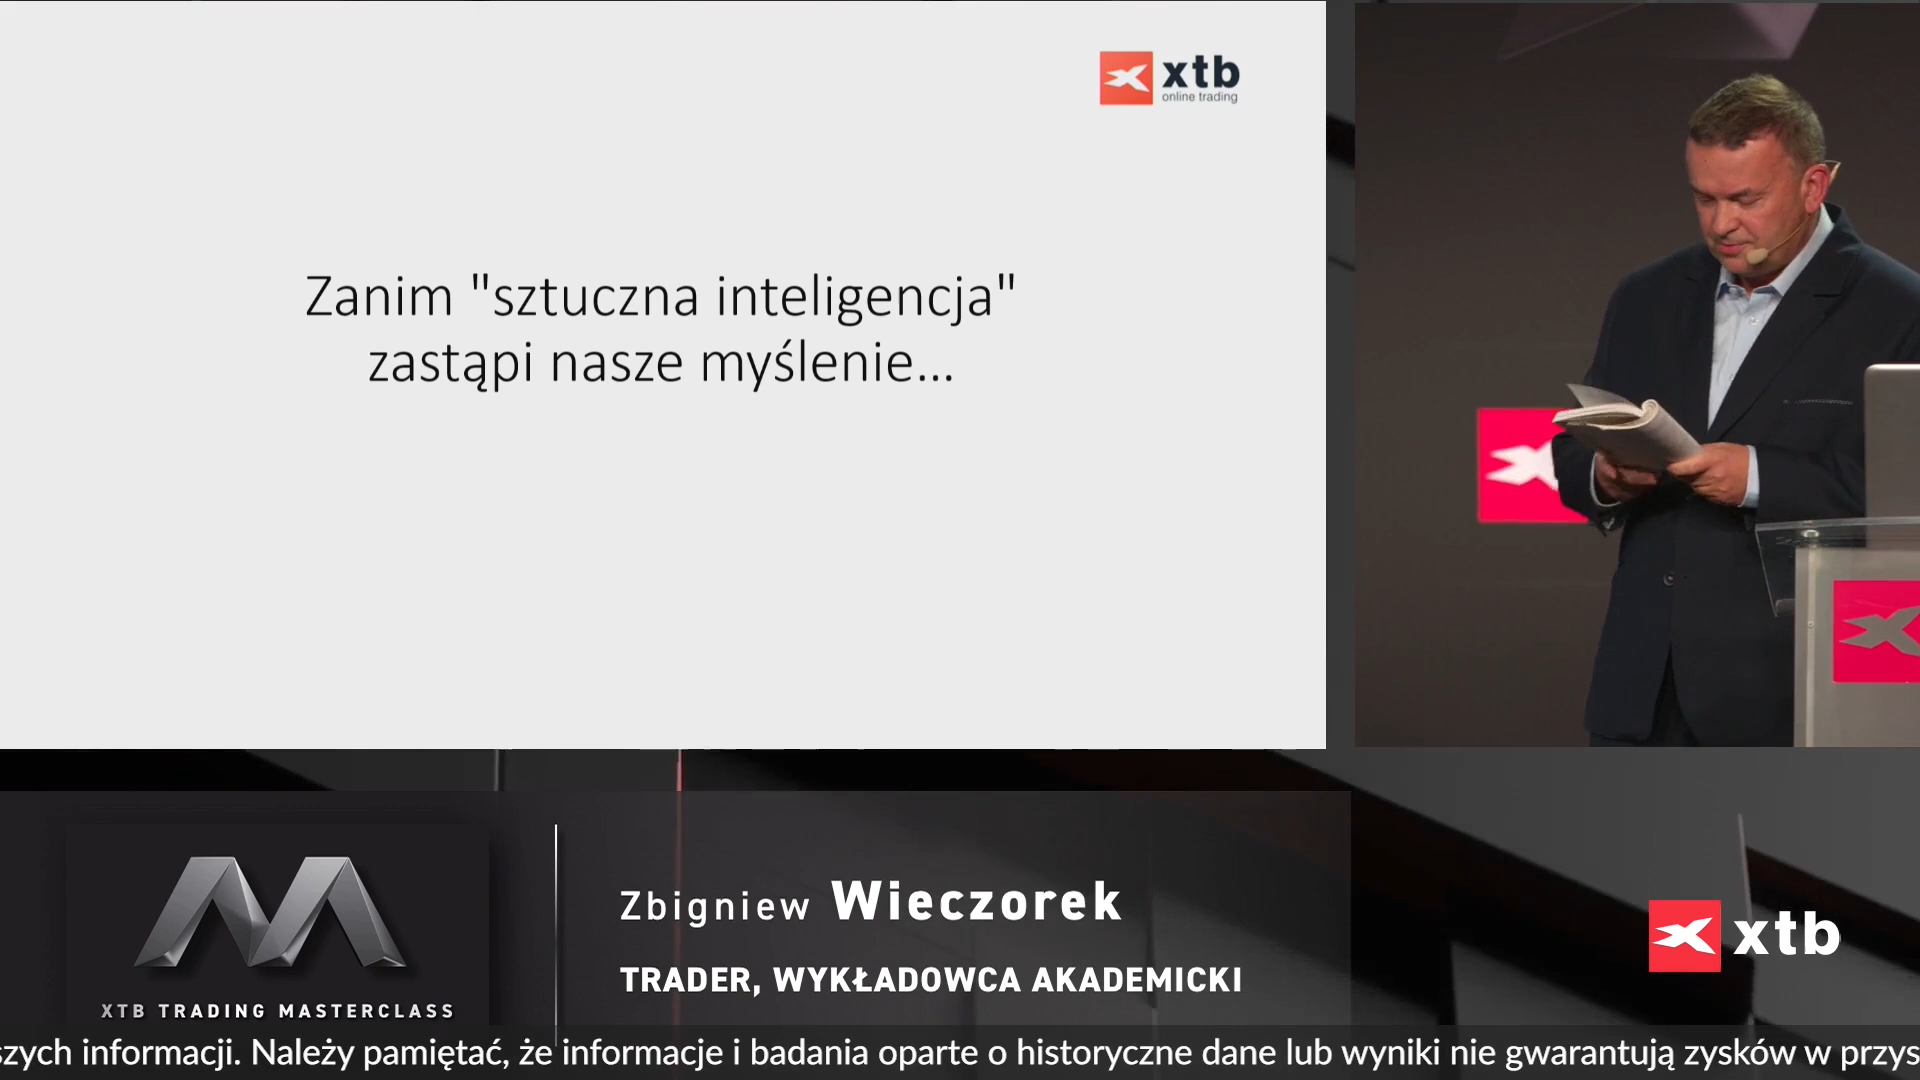 xtb
online trading
Zanim "sztuczna inteligencja"
zastąpi nasze myślenie...
Zbigniew Wieczorek
TRADER, WYKŁADOWCA AKADEMICKI
XTB TRADING MASTERCLASS
xtb
szych informacji. Należy pamiętać, że informacje i badania oparte o historyczne dane lub wyniki nie gwarantują zysków w przys